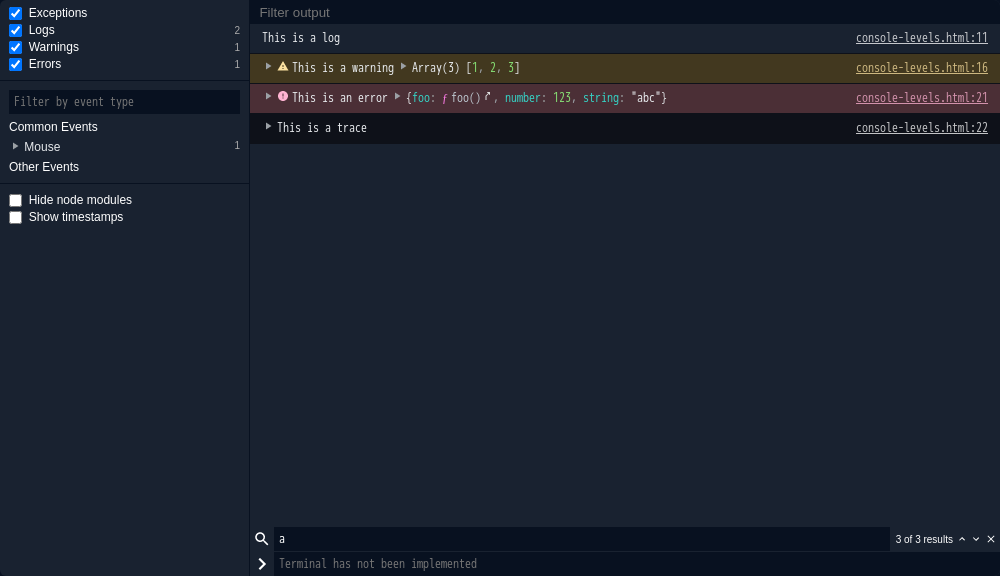 Exceptions
Logs 2
Warnings 1
Errors 1
Filter by event type
Common Events
Mouse 1
Other Events
Hide node modules
Show timestamps
Filter output
This is a log console-levels.html:11
This is a warning Array(3) [1, 2, 3] console-levels.html:16
This is an error {foo: ƒ foo(), number: 123, string: "abc"} console-levels.html:21
This is a trace console-levels.html:22
a 3 of 3 results
Terminal has not been implemented